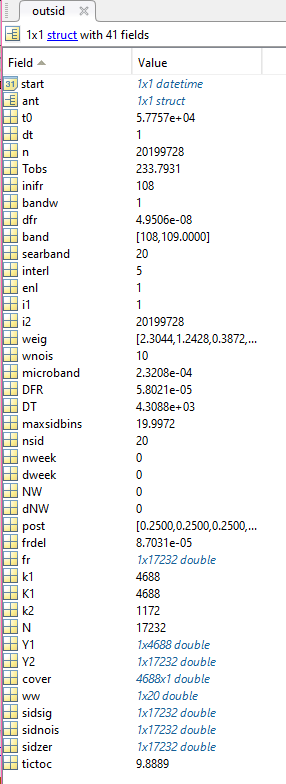 outsid
1x1 struct with 41 fields
Field Value
31 start 1x1 datetime
ant 1x1 struct
t0 5.7757e+04
dt 1
n 20199728
Tobs 233.7931
inifr 108
bandw 1
dfr 4.9506e-08
band [108,109.0000]
searband 20
interl 5
enl 1
i1 1
i2 20199728
weig [2.3044,1.2428,0.3872,...
wnois 10
microband 2.3208e-04
DFR 5.8021e-05
DT 4.3088e+03
maxsidbins 19.9972
nsid 20
nweek 0
dweek 0
NW 0
dNW 0
post [0.2500,0.2500,0.2500,...
frdel 8.7031e-05
fr 1x17232 double
k1 4688
K1 4688
k2 1172
N 17232
Y1 1x4688 double
Y2 1x17232 double
cover 4688x1 double
ww 1x20 double
sidsig 1x17232 double
sidnois 1x17232 double
sidzer 1x17232 double
tictoc 9.8889